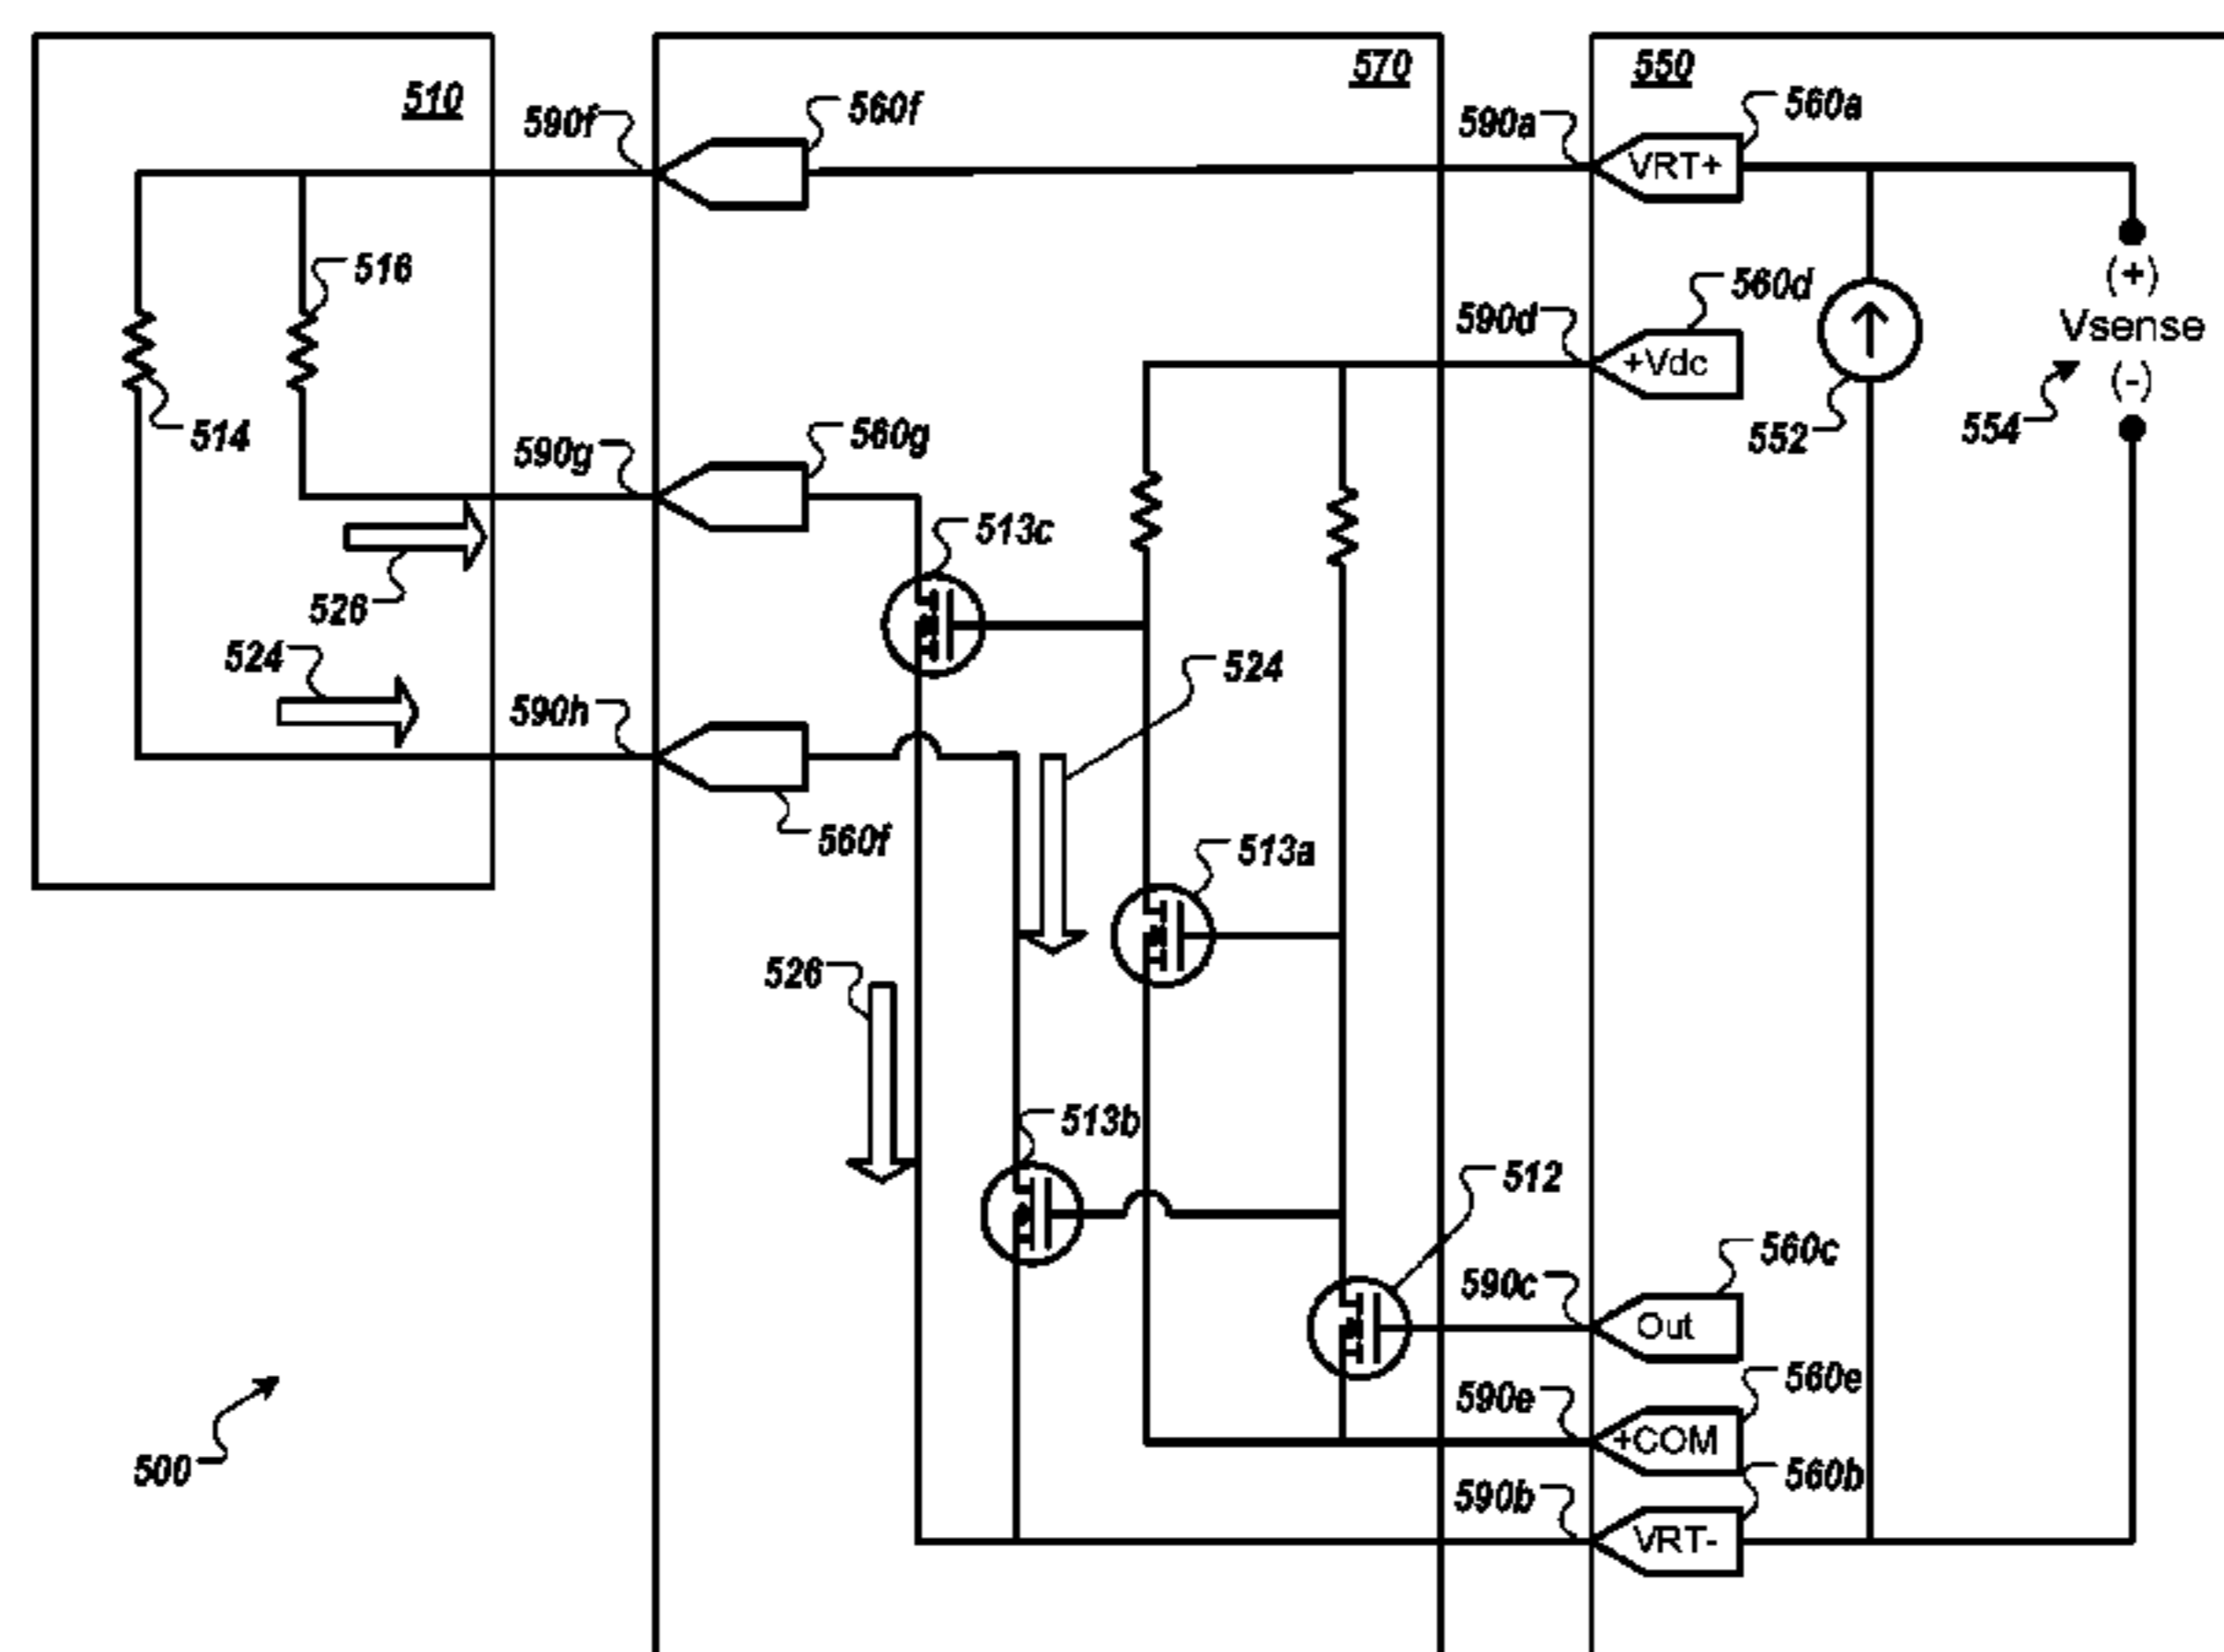 510
570
550
590f
560f
590a
VRT+
560a
516
590d
+Vdc
560d
(+)
Vsense
(-)
552
554
514
590g
560g
513c
526
524
590h
524
560f
513a
526
513b
512
590c
Out
560c
590e
+COM
560e
500
590b
VRT-
560b